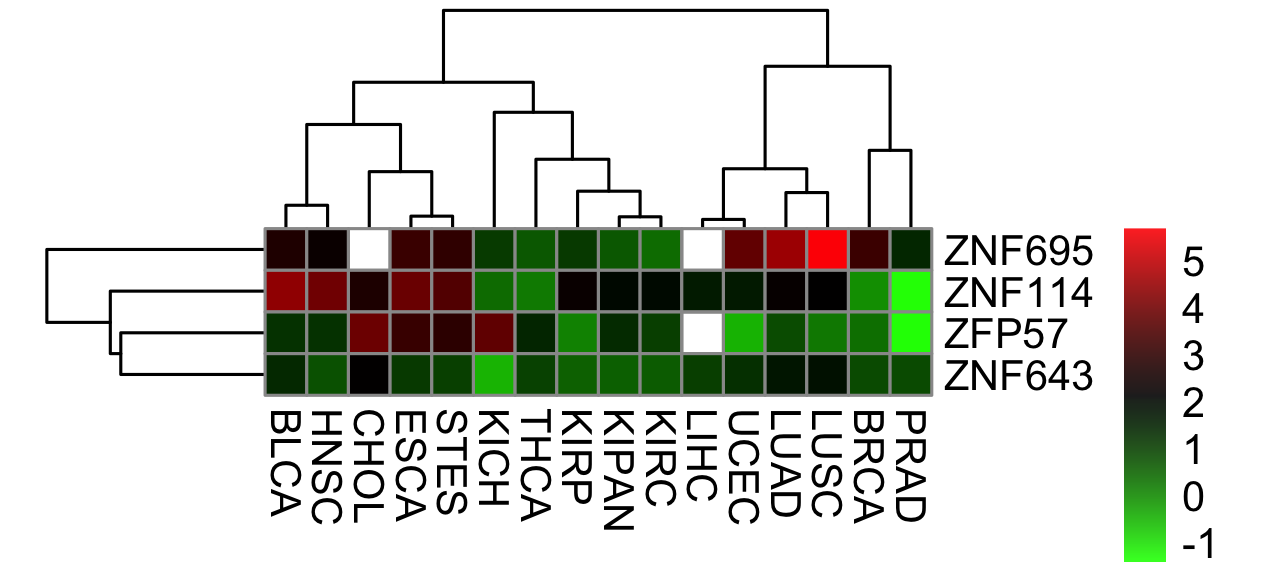 ZNF695
ZNF114
ZFP57
ZNF643
BLCA
HNSC
CHOL
ESCA
STES
KICH
THCA
KIRP
KIPAN
KIRC
LIHC
UCEC
LUAD
LUSC
BRCA
PRAD
5
4
3
2
1
0
-1